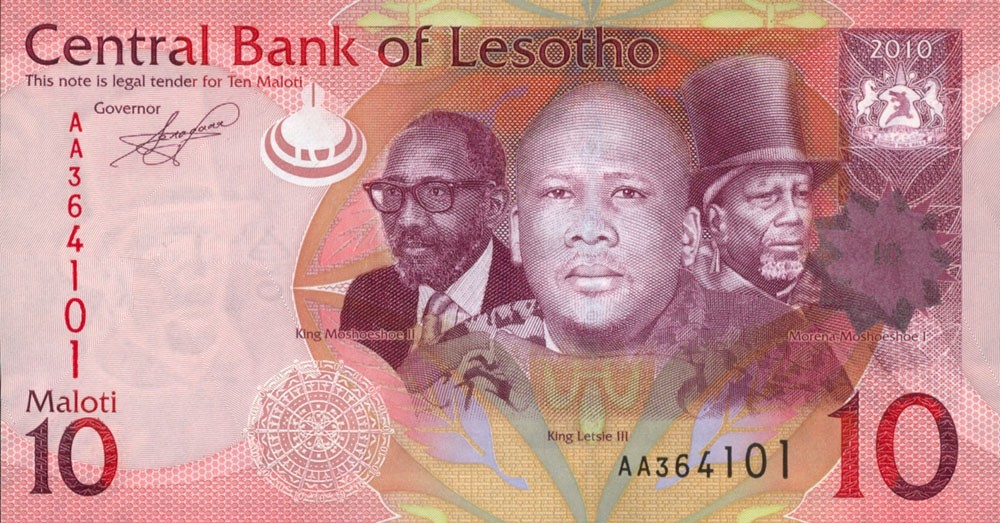 Central Bank of Lesotho
This note is legal tender for Ten Maloti
Governor
2010
AA364101
King Moshoeshoe II
Morena Moshoeshoe I
King Letsie III
Maloti
10
AA364101
10